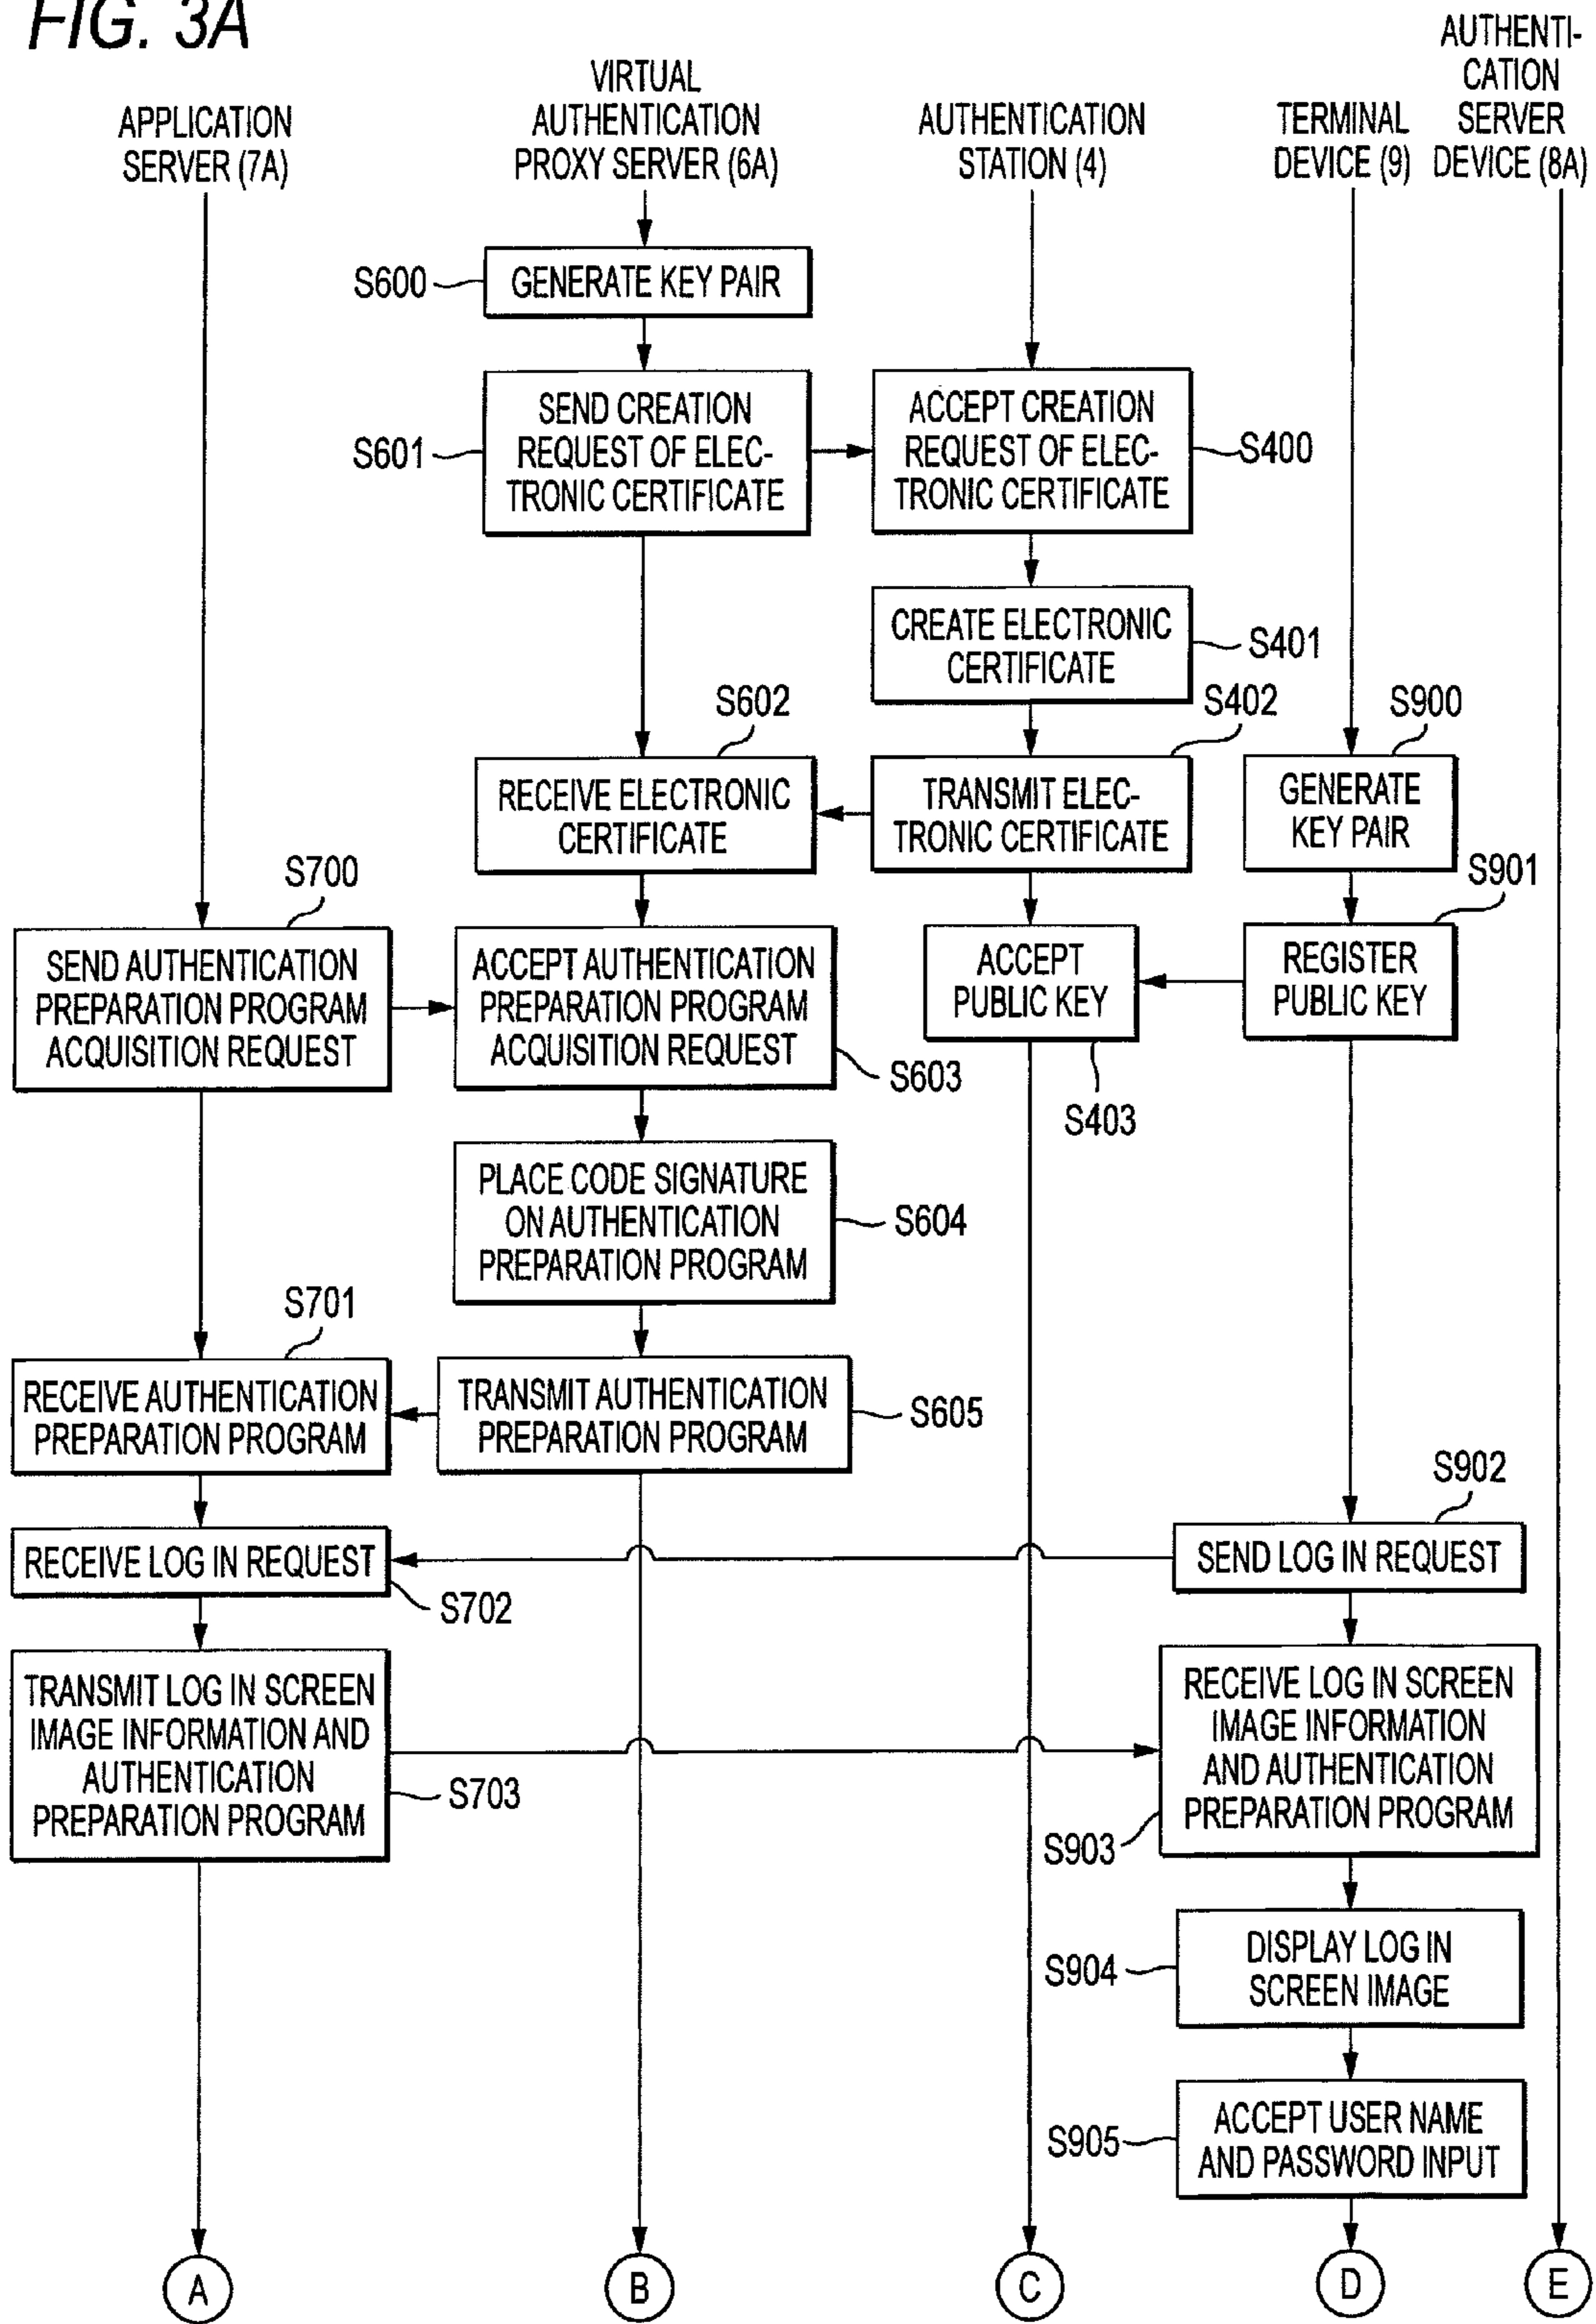 FIG. 3A
APPLICATION
SERVER (7A)
VIRTUAL
AUTHENTICATION
PROXY SERVER (6A)
AUTHENTICATION
STATION (4)
TERMINAL
DEVICE (9)
AUTHENTI-
CATION
SERVER
DEVICE (8A)
S600
GENERATE KEY PAIR
S601
SEND CREATION
REQUEST OF ELEC-
TRONIC CERTIFICATE
ACCEPT CREATION
REQUEST OF ELEC-
TRONIC CERTIFICATE
S400
CREATE ELECTRONIC
CERTIFICATE
S401
S602
RECEIVE ELECTRONIC
CERTIFICATE
S402
TRANSMIT ELEC-
TRONIC CERTIFICATE
S900
GENERATE
KEY PAIR
S700
SEND AUTHENTICATION
PREPARATION PROGRAM
ACQUISITION REQUEST
ACCEPT AUTHENTICATION
PREPARATION PROGRAM
ACQUISITION REQUEST
S603
ACCEPT
PUBLIC KEY
S403
S901
REGISTER
PUBLIC KEY
PLACE CODE SIGNATURE
ON AUTHENTICATION
PREPARATION PROGRAM
S604
S701
RECEIVE AUTHENTICATION
PREPARATION PROGRAM
TRANSMIT AUTHENTICATION
PREPARATION PROGRAM
S605
S902
RECEIVE LOG IN REQUEST
S702
SEND LOG IN REQUEST
TRANSMIT LOG IN SCREEN
IMAGE INFORMATION AND
AUTHENTICATION
PREPARATION PROGRAM
S703
RECEIVE LOG IN SCREEN
IMAGE INFORMATION
AND AUTHENTICATION
PREPARATION PROGRAM
S903
S904
DISPLAY LOG IN
SCREEN IMAGE
S905
ACCEPT USER NAME
AND PASSWORD INPUT
A
B
C
D
E